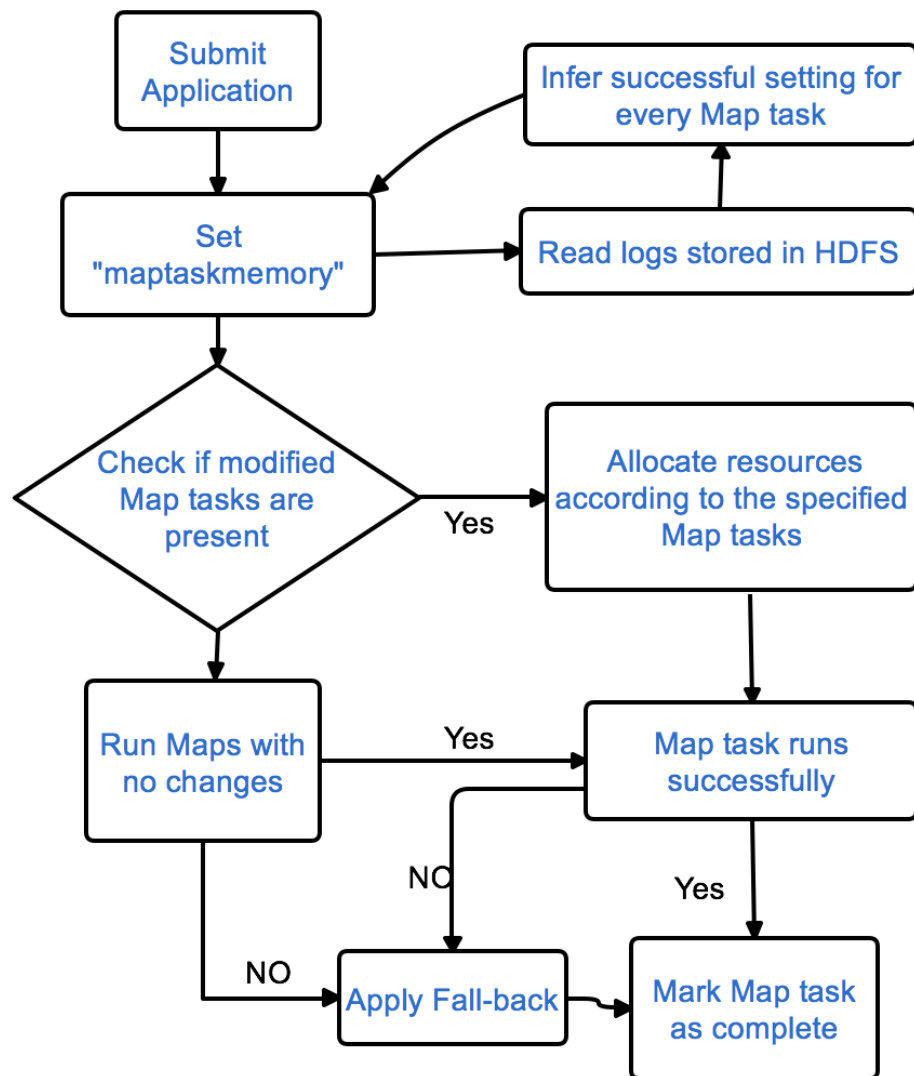 Submit
Application
Infer successful setting for
every Map task
Set
"maptaskmemory"
Read logs stored in HDFS
Check if modified
Map tasks are
present
Yes
Allocate resources
according to the specified
Map tasks
Run Maps with
no changes
Yes
Map task runs
successfully
NO
Yes
NO
Apply Fall-back
Mark Map task
as complete